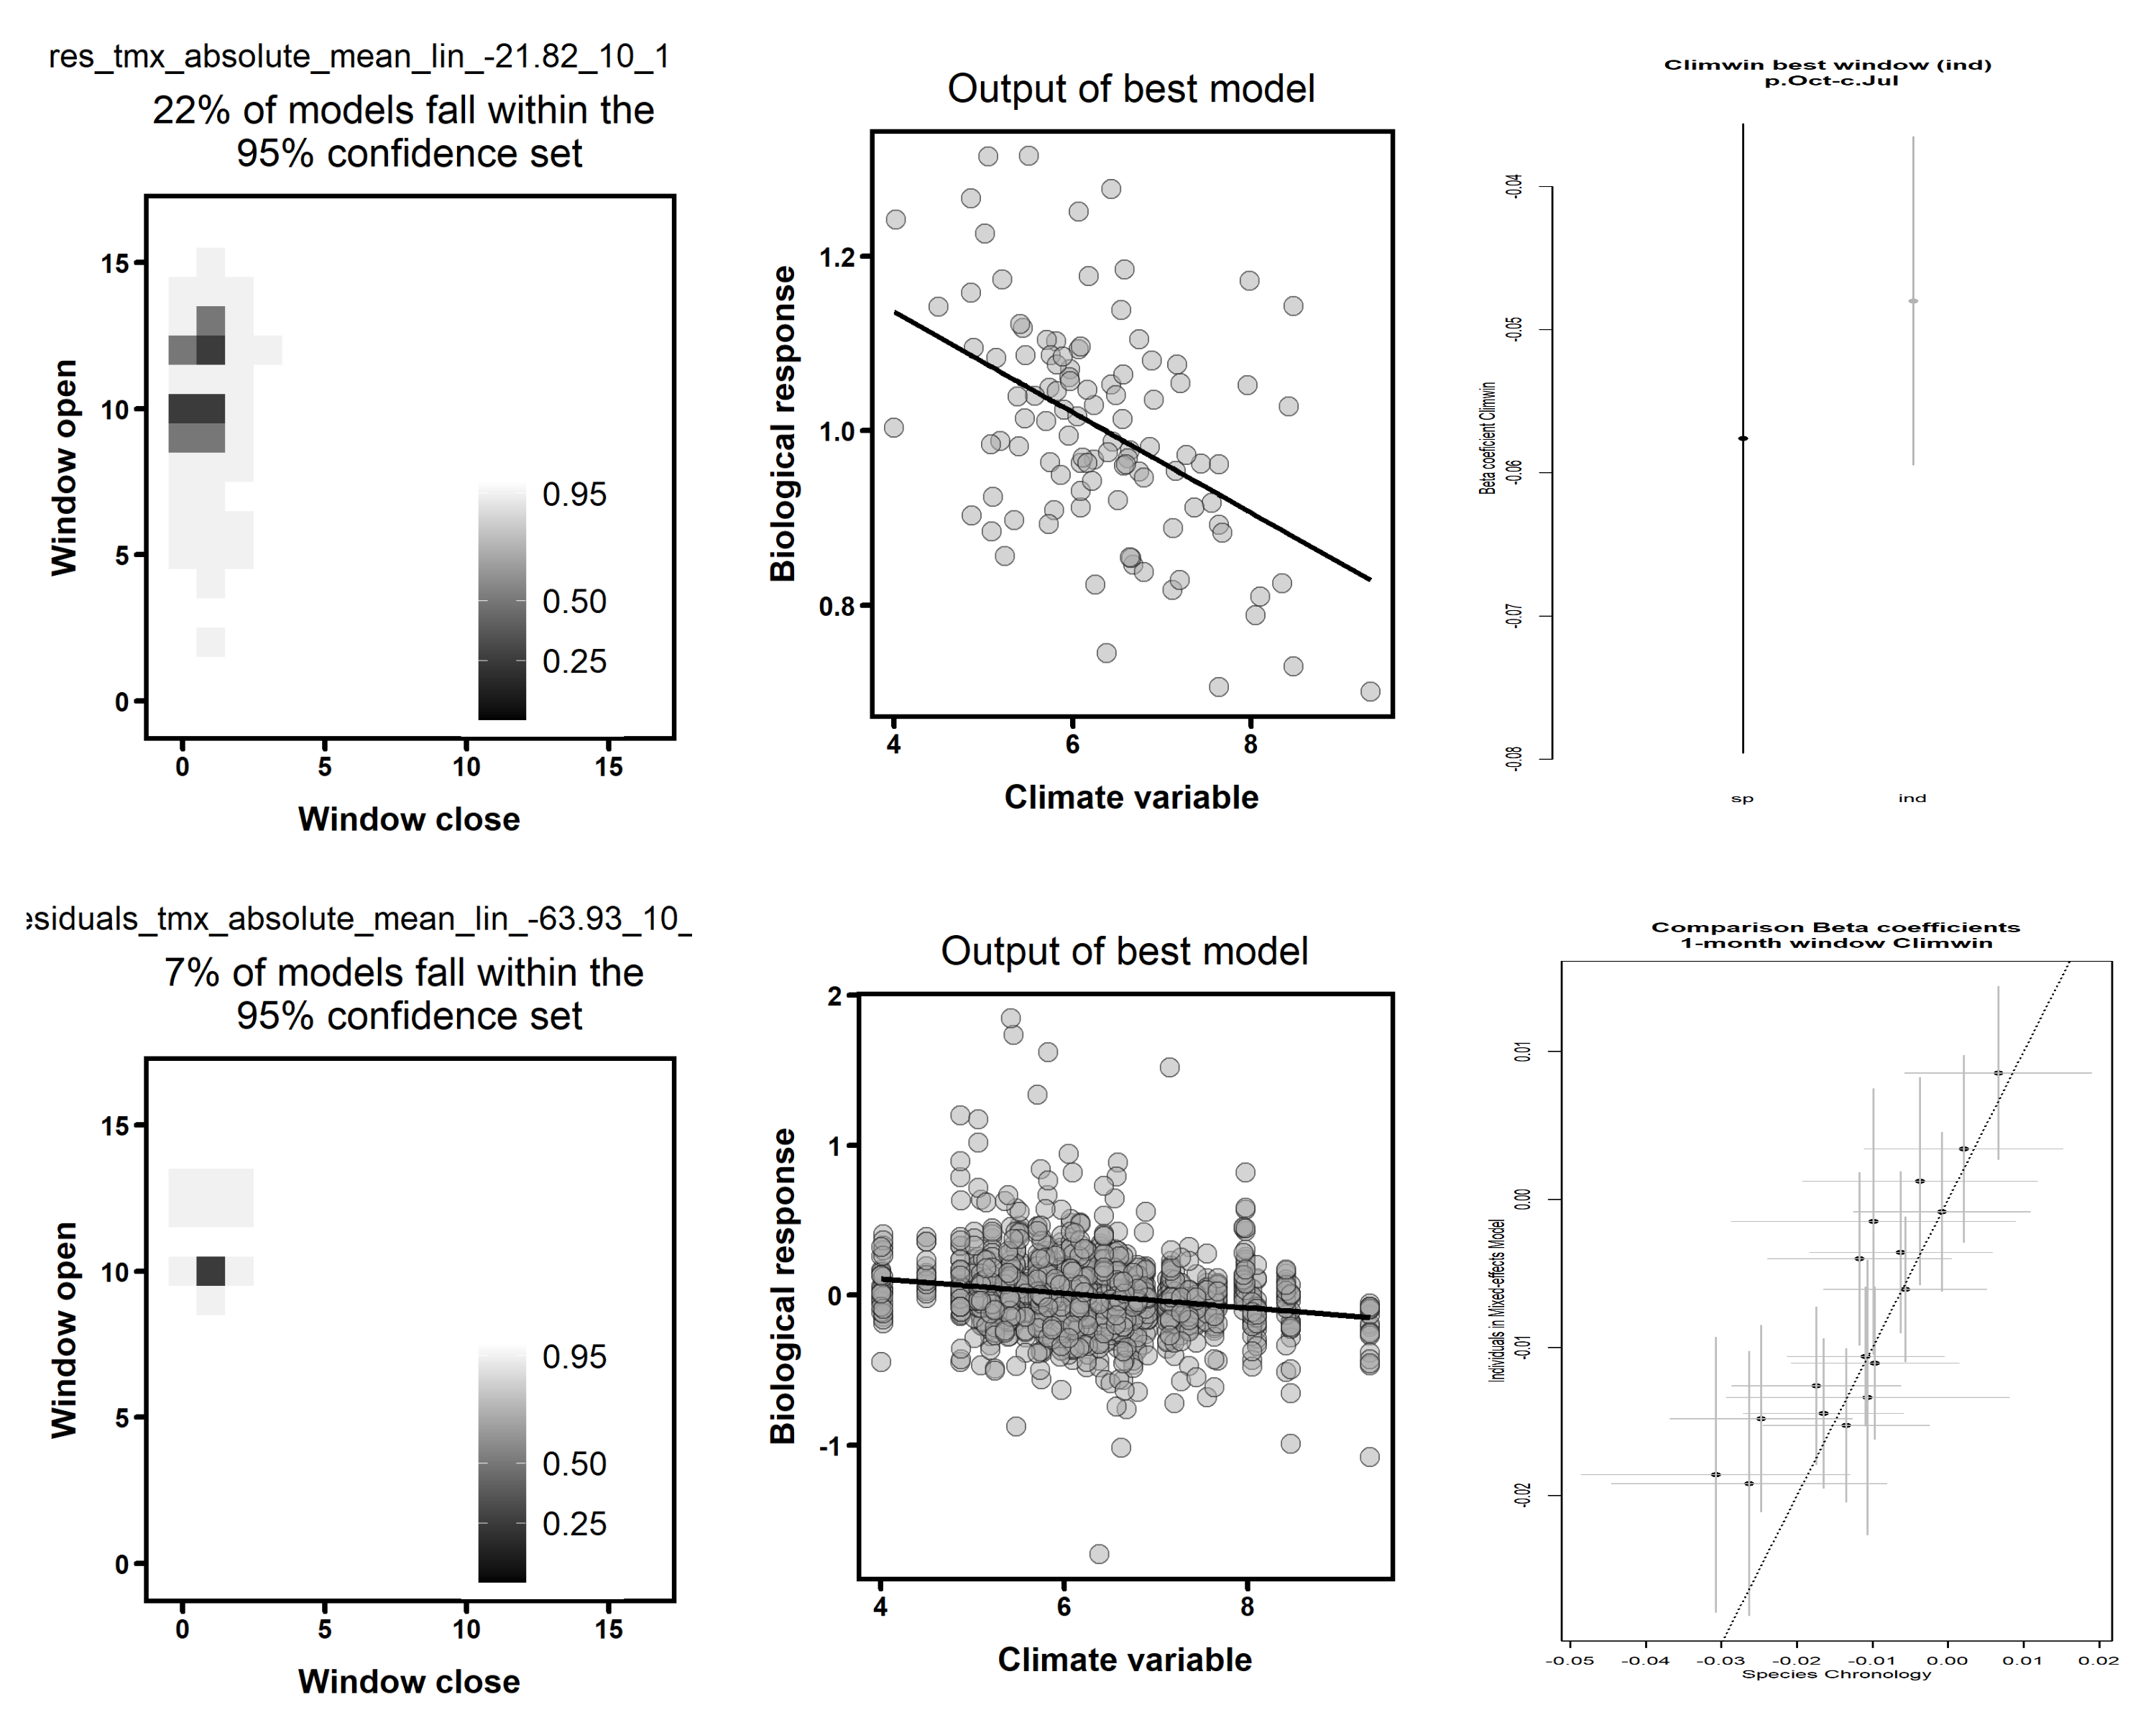 res_tmx_absolute_mean_lin_-21.82_10_1
22% of models fall within the
95% confidence set
Window open
15
10
5
0
0.95
0.50
0.25
0 5 10 15
Window close
Output of best model
Biological response
1.2
1.0
0.8
4 6 8
Climate variable
Climwin best window (ind)
p.Oct-c.Jul
Beta coeficient Climwin
-0.04
-0.05
-0.06
-0.07
-0.08
sp ind
esiduals_tmx_absolute_mean_lin_-63.93_10_
7% of models fall within the
95% confidence set
Window open
15
10
5
0
0.95
0.50
0.25
0 5 10 15
Window close
Output of best model
Biological response
2
1
0
-1
4 6 8
Climate variable
Comparison Beta coefficients
1-month window Climwin
Individuals in Mixed-effects Model
0.01
0.00
-0.01
-0.02
-0.05 -0.04 -0.03 -0.02 -0.01 0.00 0.01 0.02
Species Chronology